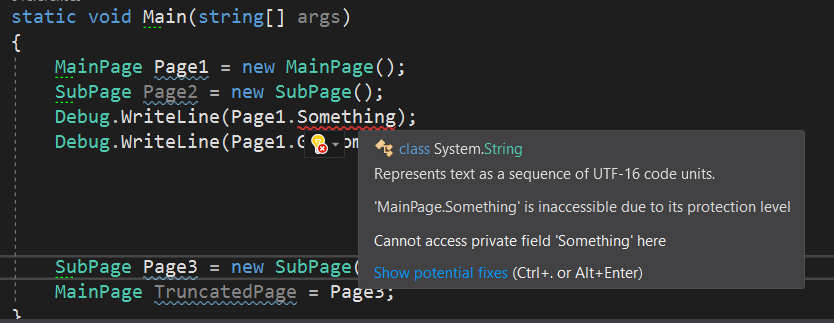 static void Main(string[] args)
{
MainPage Page1 = new MainPage();
SubPage Page2 = new SubPage();
Debug.WriteLine(Page1.Something);
Debug.WriteLine(Page1.G
class System.String
Represents text as a sequence of UTF-16 code units.
'MainPage.Something' is inaccessible due to its protection level
Cannot access private field 'Something' here
Show potential fixes (Ctrl+. or Alt+Enter)
SubPage Page3 = new SubPage(
MainPage TruncatedPage = Page3;
}